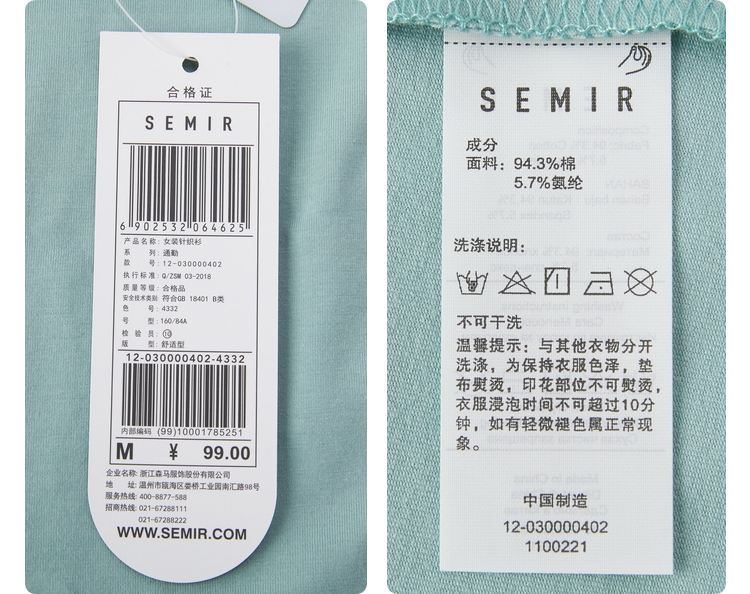 合格证
SEMIR
6 902532 064625
产品名称: 女装针织衫
系 列: 通勤
款 号: 12-030000402
执行标准: Q/ZSM 03-2018
质量等级: 合格品
安全技术类别 符合GB 18401 B类
色 号: 4332
号 型: 160/84A
检 验 员: ⑩
版 型: 舒适型
12-030000402-4332
内部编码 (99)10001785251
M ¥ 99.00
企业名称: 浙江森马服饰股份有限公司
地 址: 温州市瓯海区娄桥工业园南汇路98号
服务热线: 400-8877-588
招商热线: 021-67288111
021-67288222
WWW.SEMIR.COM
SEMIR
成分
面料: 94.3%棉
5.7%氨纶
洗涤说明:
不可干洗
温馨提示: 与其他衣物分开
洗涤, 为保持衣服色泽, 垫
布熨烫, 印花部位不可熨烫,
衣服浸泡时间不可超过10分
钟, 如有轻微褪色属正常现
象。
中国制造
12-030000402
1100221